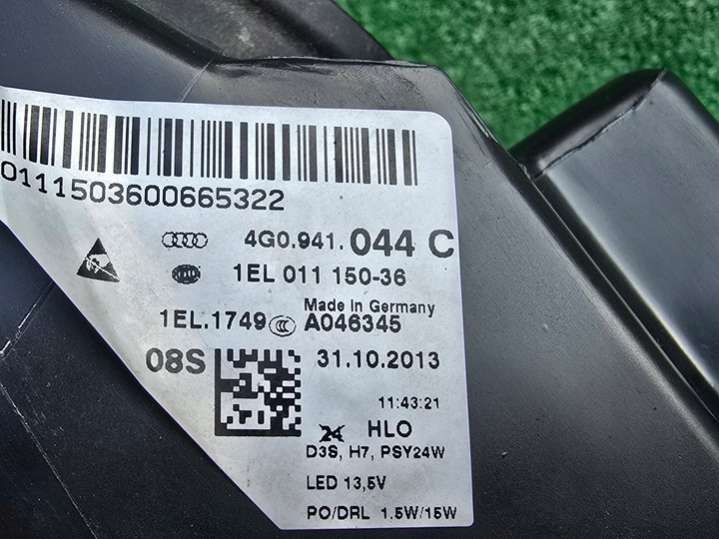 0111503600665322
4G0.941. 044 C
1EL 011 150-36
Made in Germany
1EL.1749 A046345
08S 31.10.2013
11:43:21
24 HLO
D3S, H7, PSY24W
LED 13,5V
PO/DRL 1.5W/15W